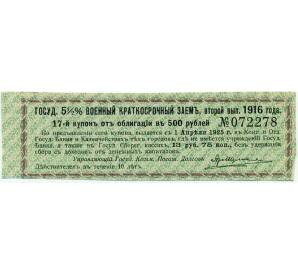 ГОСУД. 5½% ВОЕННЫЙ КРАТКОСРОЧНЫЙ ЗАЕМЪ, второй вып. 1916 года.
17-й купонъ отъ облигаціи въ 500 рублей №072278
По предъявленіи сего купона, выдается съ 1 Апрѣля 1925 г. въ Конт. и Отд.
Госуд. Банка и Казначействахъ тѣхъ городовъ, гдѣ не имѣется учрежденій Госуд.
Банка, а также въ Госуд. Сберег. кассахъ, 13 руб. 75 коп., безъ удержанія
сбора съ доходовъ отъ денежныхъ капиталовъ.
Управляющій Госуд. Комм. Погаш. Долговъ
Дѣйствителенъ въ теченіе 10 лѣтъ.